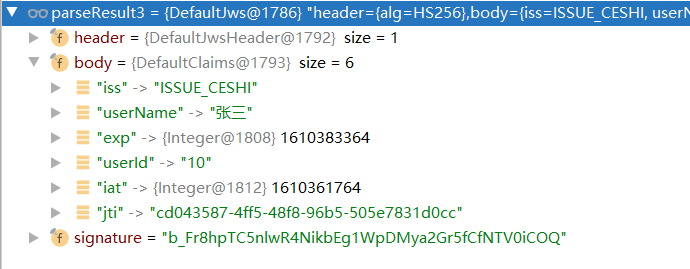 parseResult3 = {DefaultJws@1786} "header={alg=HS256},body={iss=ISSUE_CESHI, userN
f header = {DefaultJwsHeader@1792} size = 1
f body = {DefaultClaims@1793} size = 6
"iss" -> "ISSUE_CESHI"
"userName" -> "张三"
"exp" -> {Integer@1808} 1610383364
"userId" -> "10"
"iat" -> {Integer@1812} 1610361764
"jti" -> "cd043587-4ff5-48f8-96b5-505e7831d0cc"
f signature = "b_Fr8hpTC5nlwR4NikbEg1WpDMya2Gr5fCfNTV0iCOQ"